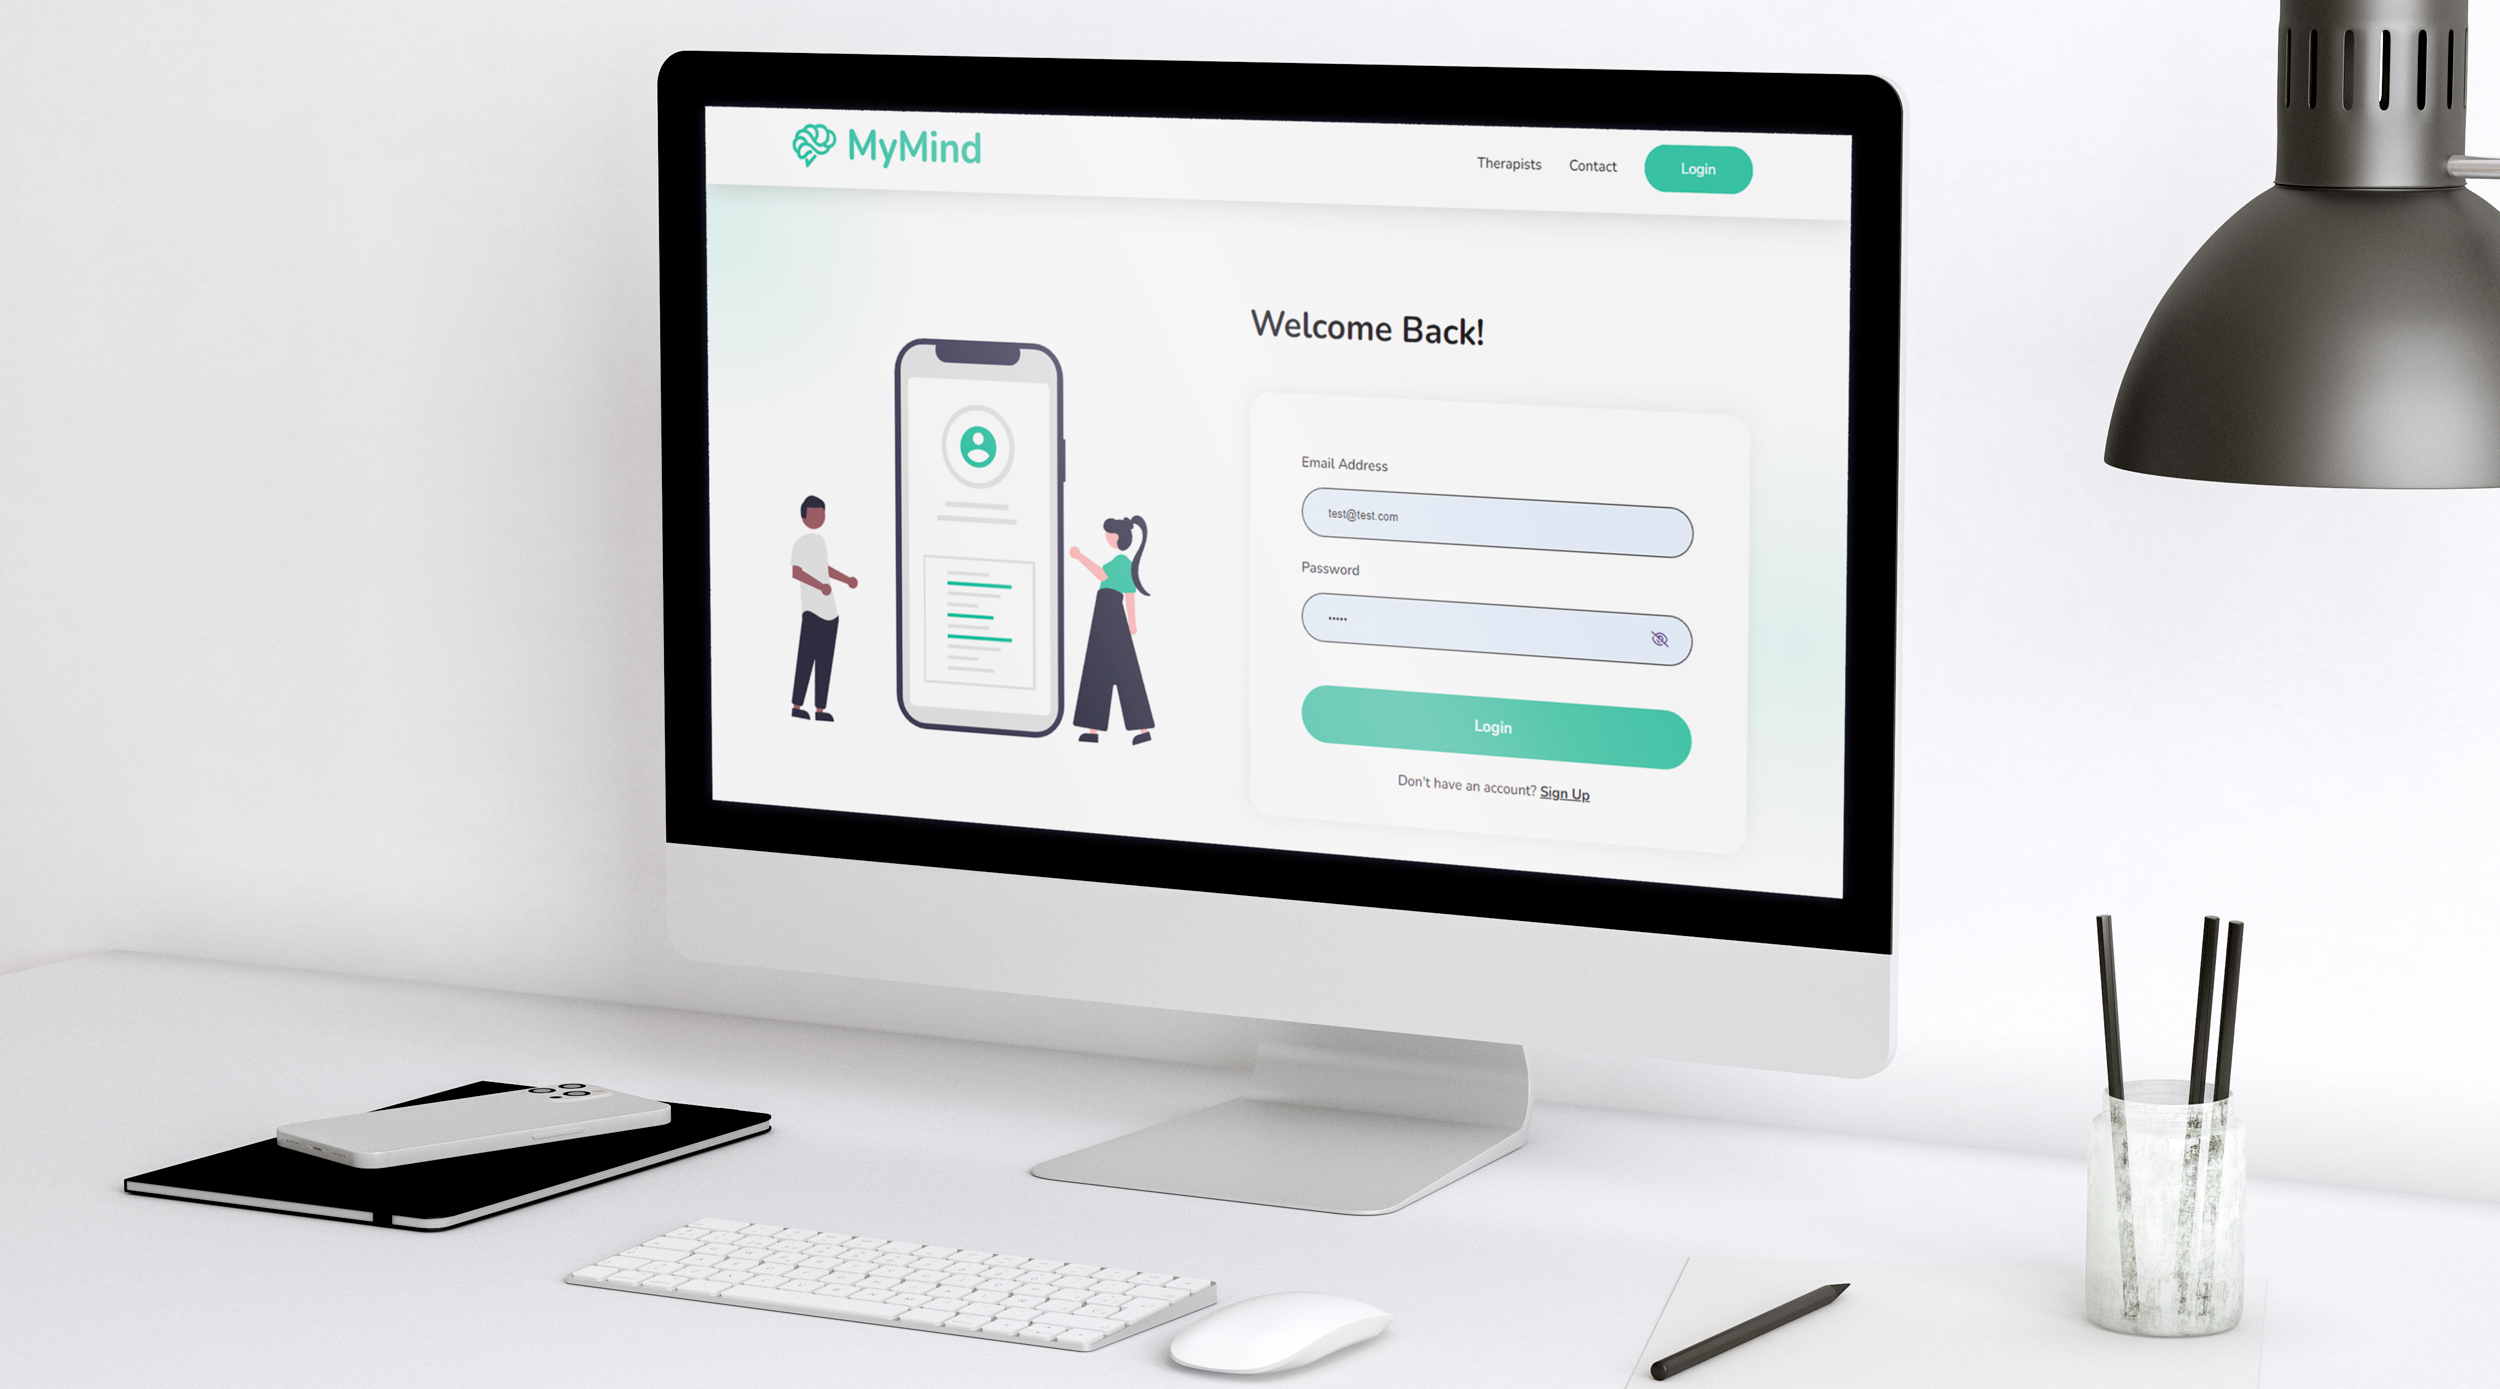 MyMind
Therapists
Contact
Login
Welcome Back!
Email Address
test@test.com
Password
•••••
Login
Don't have an account? Sign Up